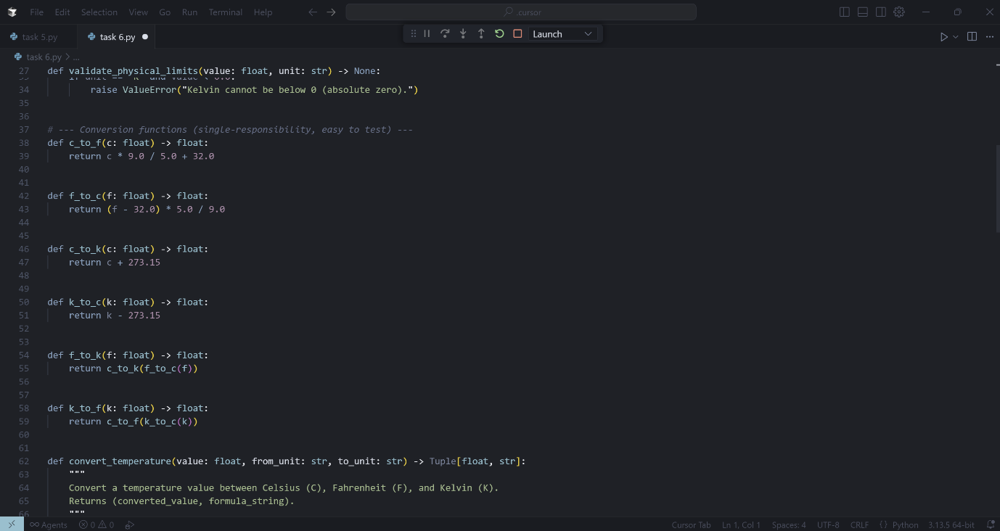 File Edit Selection View Go Run Terminal Help .cursor
task 5.py task 6.py Launch
task 6.py > ...
27 def validate_physical_limits(value: float, unit: str) -> None:
34 raise ValueError("Kelvin cannot be below 0 (absolute zero).")
35
36
37 # --- Conversion functions (single-responsibility, easy to test) ---
38 def c_to_f(c: float) -> float:
39 return c * 9.0 / 5.0 + 32.0
40
41
42 def f_to_c(f: float) -> float:
43 return (f - 32.0) * 5.0 / 9.0
44
45
46 def c_to_k(c: float) -> float:
47 return c + 273.15
48
49
50 def k_to_c(k: float) -> float:
51 return k - 273.15
52
53
54 def f_to_k(f: float) -> float:
55 return c_to_k(f_to_c(f))
56
57
58 def k_to_f(k: float) -> float:
59 return c_to_f(k_to_c(k))
60
61
62 def convert_temperature(value: float, from_unit: str, to_unit: str) -> Tuple[float, str]:
63 """
64 Convert a temperature value between Celsius (C), Fahrenheit (F), and Kelvin (K).
65 Returns (converted_value, formula_string).
66 """
Agents 0 0 Cursor Tab Ln 1, Col 1 Spaces: 4 UTF-8 CRLF {} Python 3.13.5 64-bit